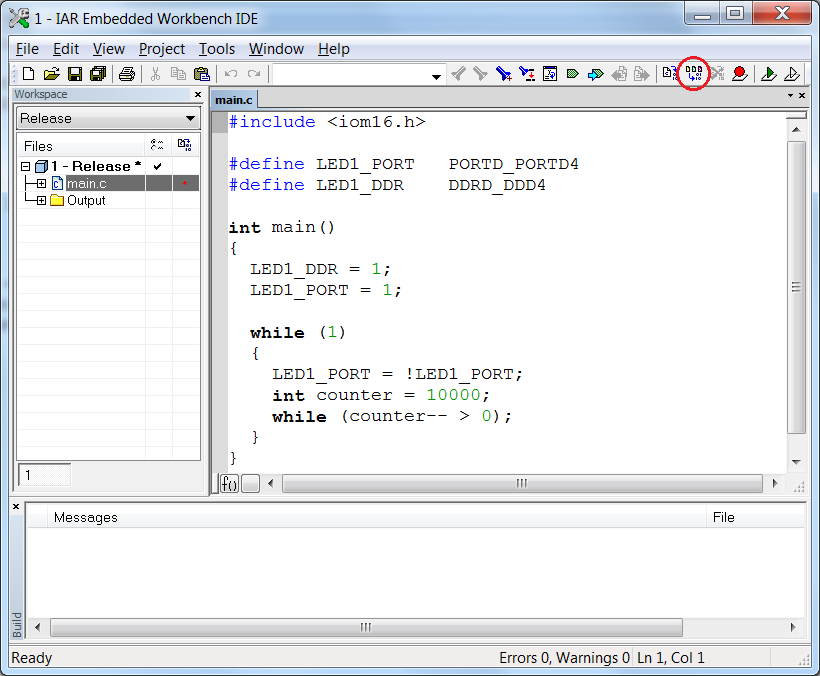 1 - IAR Embedded Workbench IDE
File Edit View Project Tools Window Help
Workspace
Release
Files
1 - Release *
main.c
Output
1
main.c
#include <iom16.h>
#define LED1_PORT PORTD_PORTD4
#define LED1_DDR DDRD_DDD4
int main()
{
LED1_DDR = 1;
LED1_PORT = 1;
while (1)
{
LED1_PORT = !LED1_PORT;
int counter = 10000;
while (counter-- > 0);
}
}
f()
Messages File
Build
Ready Errors 0, Warnings 0 Ln 1, Col 1